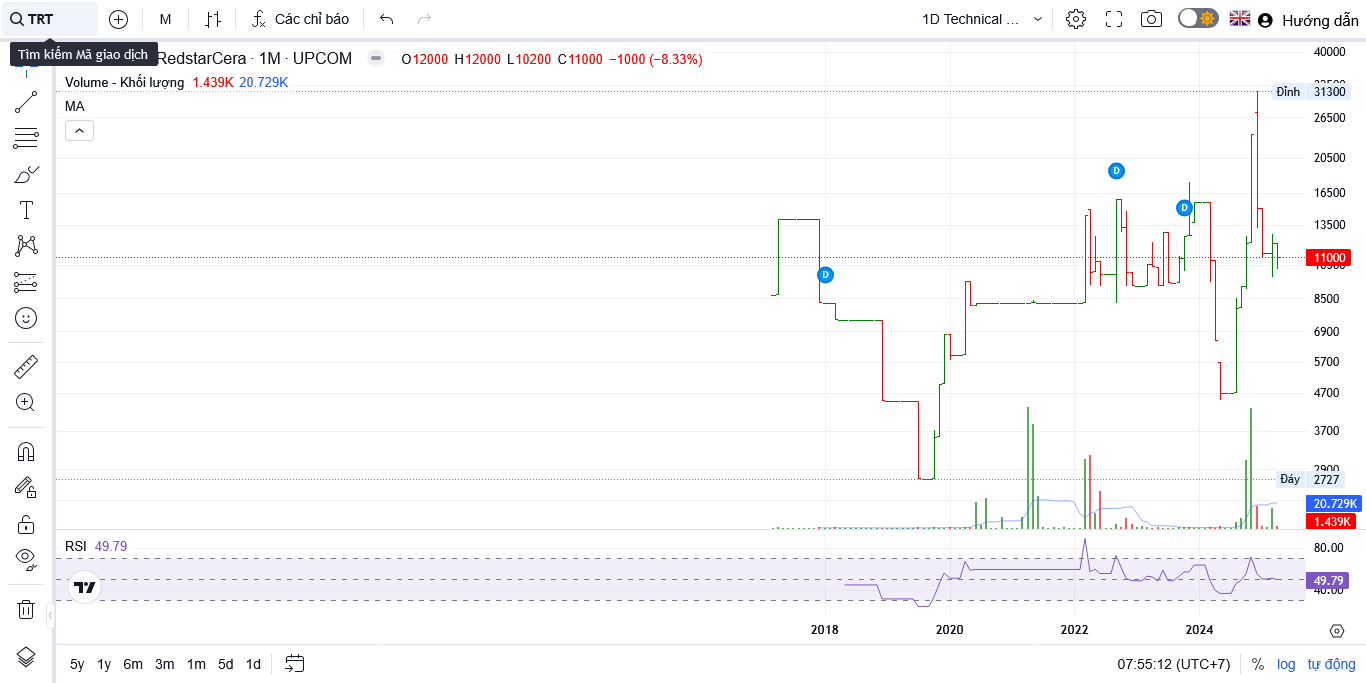 TRT
M
Các chỉ báo
1D Technical ...
Hướng dẫn
Tìm kiếm Mã giao dịch
RedstarCera · 1M · UPCOM
O12000 H12000 L10200 C11000 −1000 (−8.33%)
Volume - Khối lượng 1.439K 20.729K
MA
40000
Đỉnh 31300
26500
20500
16500
13500
11000
8500
6900
5700
4700
3700
2900
Đáy 2727
20.729K
1.439K
D
D
D
RSI 49.79
80.00
49.79
40.00
2018
2020
2022
2024
5y 1y 6m 3m 1m 5d 1d
07:55:12 (UTC+7)
%
log
tự động